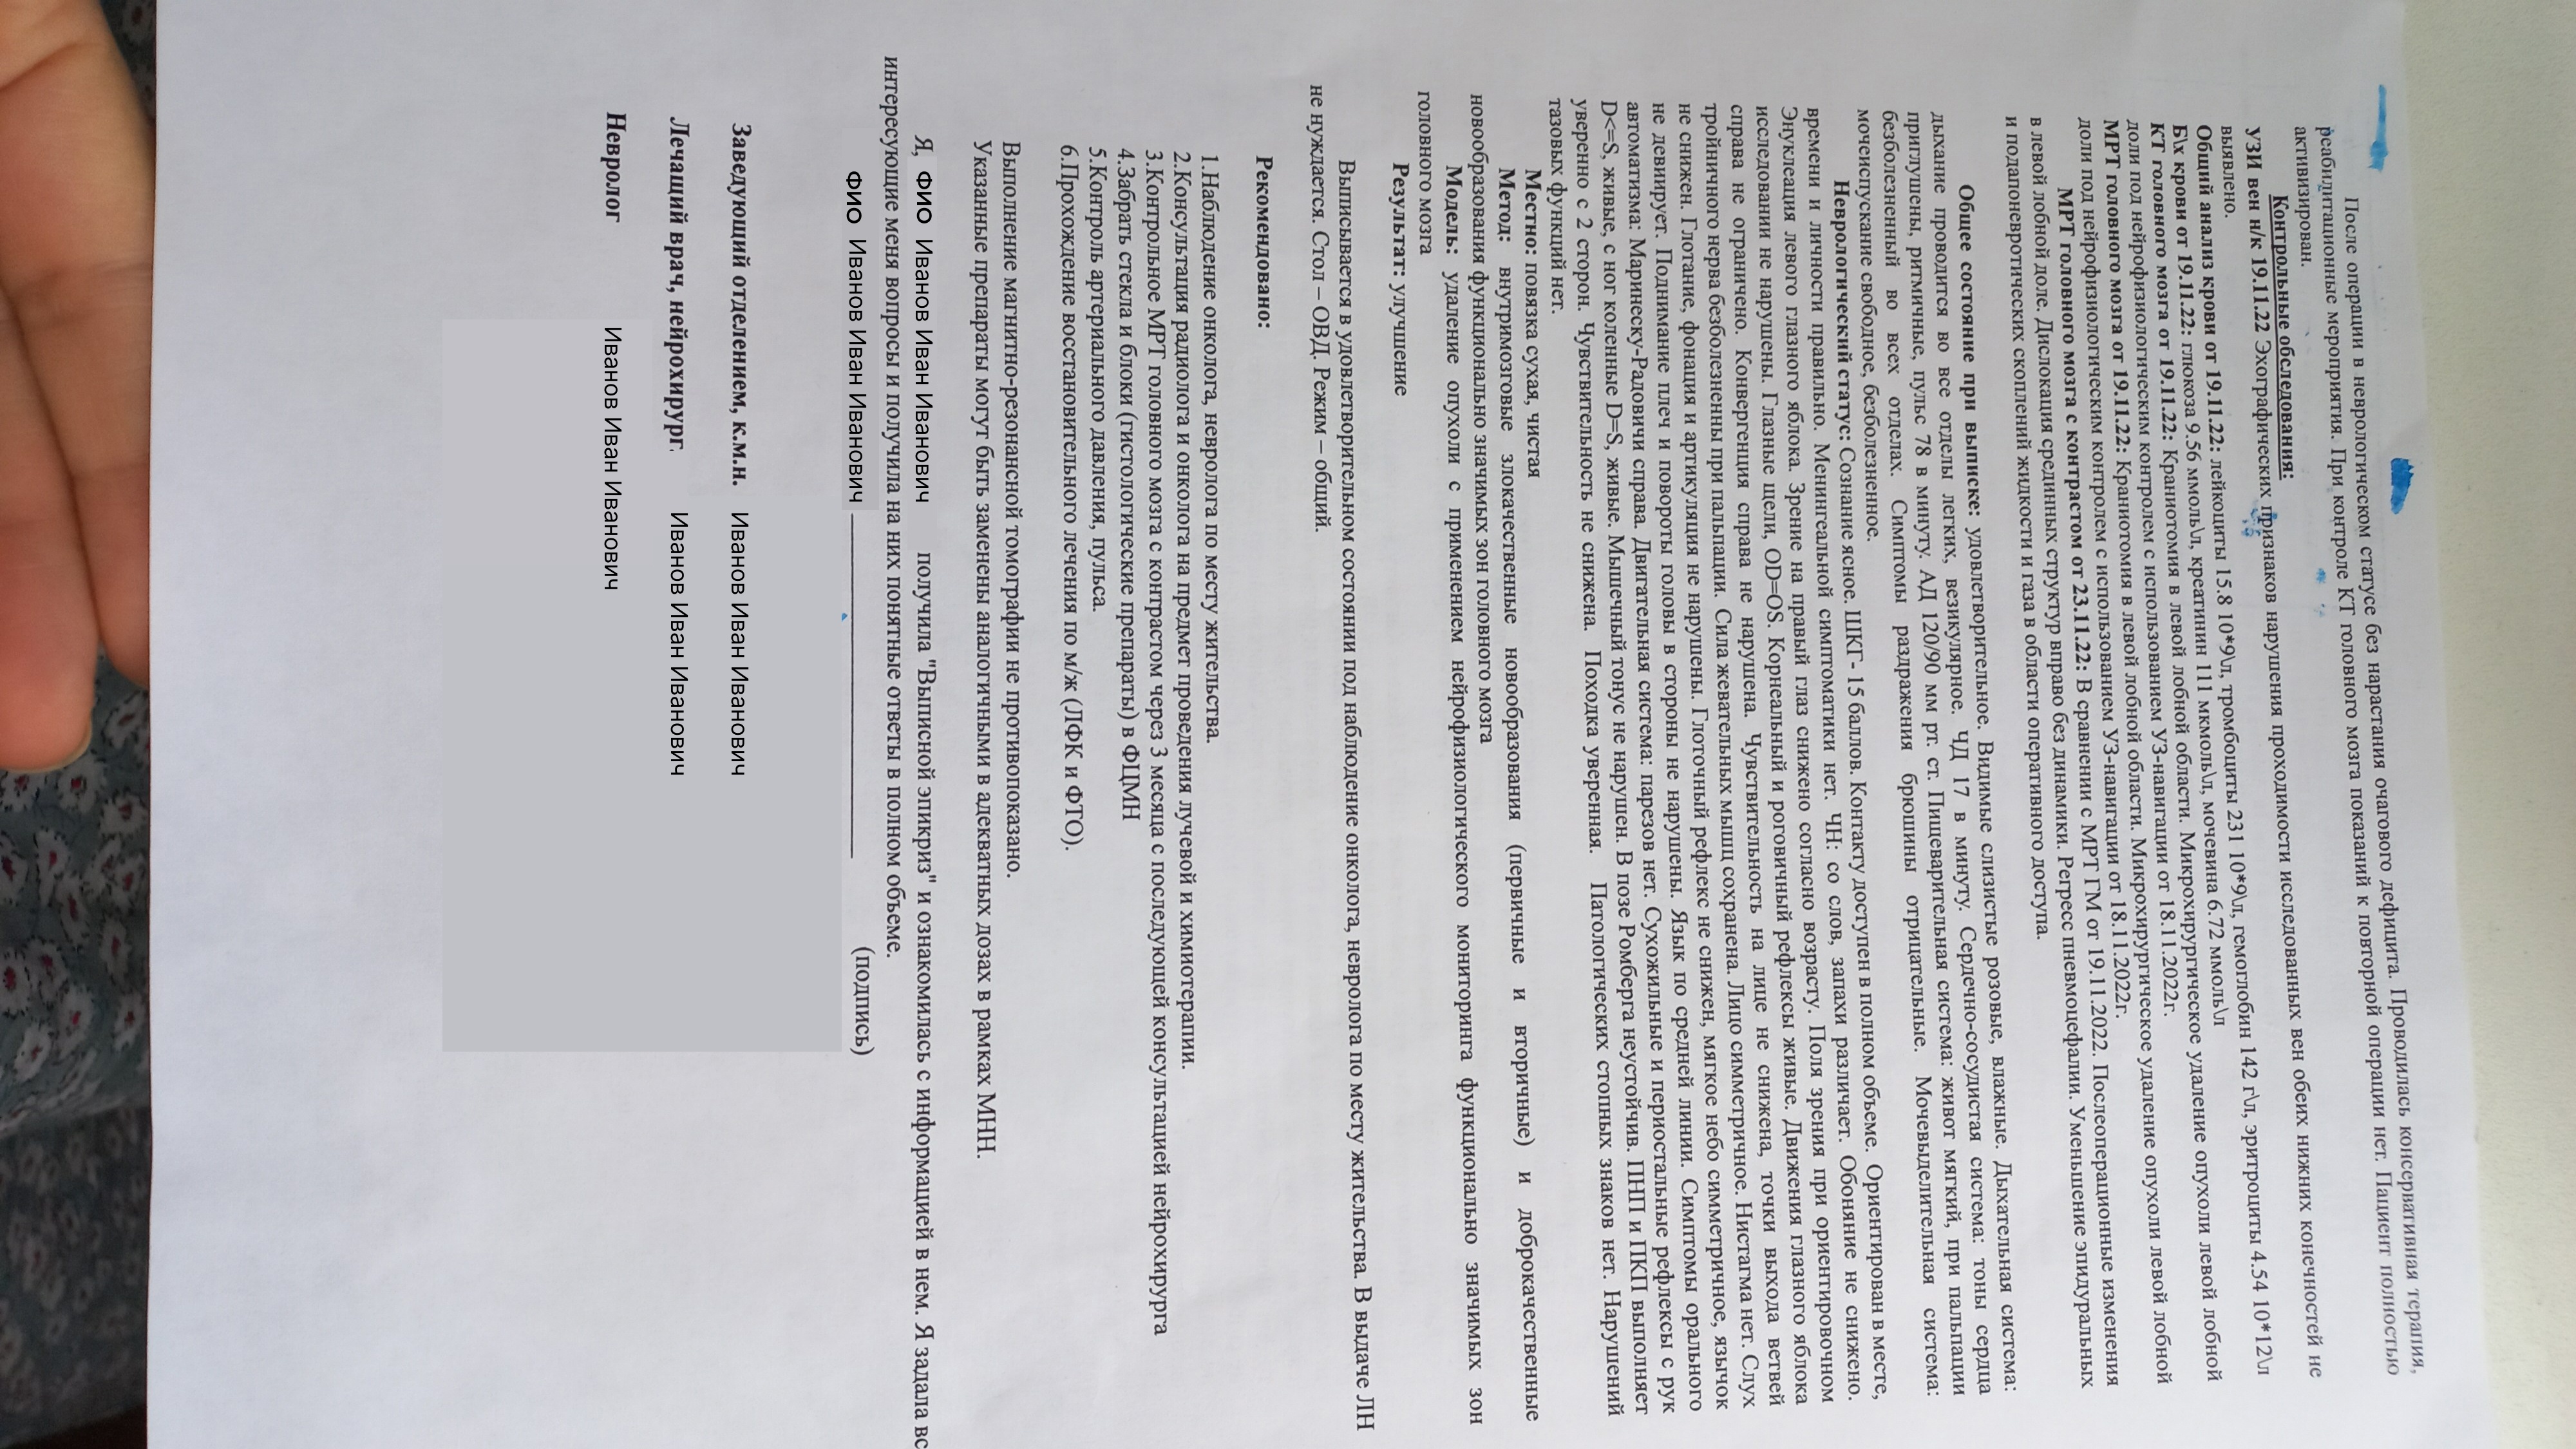 После операции в неврологическом статусе без нарастания очагового дефицита. Проводилась консервативная терапия,
реабилитационные мероприятия. При контроле КТ головного мозга показаний к повторной операции нет. Пациент полностью
активизирован.
Контрольные обследования:
УЗИ вен н/к 19.11.22 Эхографических признаков нарушения проходимости исследованных вен обеих нижних конечностей не
выявлено.
Общий анализ крови от 19.11.22: лейкоциты 15.8 10*9\л, тромбоциты 231 10*9\л, гемоглобин 142 г\л, эритроциты 4.54 10*12\л
Б\х крови от 19.11.22: глюкоза 9.56 ммоль\л, креатинин 111 мкмоль\л, мочевина 6.72 ммоль\л
КТ головного мозга от 19.11.22: Краниотомия в левой лобной области. Микрохирургическое удаление опухоли левой лобной
доли под нейрофизиологическим контролем с использованием УЗ-навигации от 18.11.2022г.
МРТ головного мозга от 19.11.22: Краниотомия в левой лобной области. Микрохирургическое удаление опухоли левой лобной
доли под нейрофизиологическим контролем с использованием УЗ-навигации от 18.11.2022г.
МРТ головного мозга с контрастом от 23.11.22: В сравнении с МРТ ГМ от 19.11.2022. Послеоперационные изменения
в левой лобной доле. Дислокация срединных структур вправо без динамики. Регресс пневмоцефалии. Уменьшение эпидуральных
и подапоневротических скоплений жидкости и газа в области оперативного доступа.
Общее состояние при выписке: удовлетворительное. Видимые слизистые розовые, влажные. Дыхательная система:
дыхание проводится во все отделы легких, везикулярное. ЧД 17 в минуту. Сердечно-сосудистая система: тоны сердца
приглушены, ритмичные, пульс 78 в минуту. АД 120/90 мм рт. ст. Пищеварительная система: живот мягкий, при пальпации
безболезненный во всех отделах. Симптомы раздражения брюшины отрицательные. Мочевыделительная система:
мочеиспускание свободное, безболезненное.
Неврологический статус: Сознание ясное. ШКГ- 15 баллов. Контакту доступен в полном объеме. Ориентирован в месте,
времени и личности правильно. Менингеальной симптоматики нет. ЧН: со слов, запахи различает. Обоняние не снижено.
Энуклеация левого глазного яблока. Зрение на правый глаз снижено согласно возрасту. Поля зрения при ориентировочном
исследовании не нарушены. Глазные щели, OD=OS. Корнеальный и роговичный рефлексы живые. Движения глазного яблока
справа не ограничено. Конвергенция справа не нарушена. Чувствительность на лице не снижена, точки выхода ветвей
тройничного нерва безболезненны при пальпации. Сила жевательных мышц сохранена. Лицо симметричное. Нистагма нет. Слух
не снижен. Глотание, фонация и артикуляция не нарушены. Глоточный рефлекс не снижен, мягкое небо симметричное, язычок
не девиирует. Поднимание плеч и повороты головы в стороны не нарушены. Язык по средней линии. Симптомы орального
автоматизма: Маринеску-Радовичи справа. Двигательная система: парезов нет. Сухожильные и периостальные рефлексы с рук
D<=S, живые, с ног коленные D=S, живые. Мышечный тонус не нарушен. В позе Ромберга неустойчив. ПНП и ПКП выполняет
уверенно с 2 сторон. Чувствительность не снижена. Походка уверенная. Патологических стопных знаков нет. Нарушений
тазовых функций нет.
Местно: повязка сухая, чистая
Метод: внутримозговые злокачественные новообразования (первичные и вторичные) и доброкачественные
новообразования функционально значимых зон головного мозга
Модель: удаление опухоли с применением нейрофизиологического мониторинга функционально значимых зон
головного мозга
Результат: улучшение
Выписывается в удовлетворительном состоянии под наблюдение онколога, невролога по месту жительства. В выдаче ЛН
не нуждается. Стол – ОВД. Режим – общий.
Рекомендовано:
1.Наблюдение онколога, невролога по месту жительства.
2.Консультация радиолога и онколога на предмет проведения лучевой и химиотерапии.
3.Контрольное МРТ головного мозга с контрастом через 3 месяца с последующей консультацией нейрохирурга
4.Забрать стекла и блоки (гистологические препараты) в ФЦМН
5.Контроль артериального давления, пульса.
6.Прохождение восстановительного лечения по м/ж (ЛФК и ФТО).
Выполнение магнитно-резонансной томографии не противопоказано.
Указанные препараты могут быть заменены аналогичными в адекватных дозах в рамках МНН.
Я, ФИО Иванов Иван Иванович получила "Выписной эпикриз" и ознакомилась с информацией в нем. Я задала вс
интересующие меня вопросы и получила на них понятные ответы в полном объеме.
ФИО Иванов Иван Иванович (подпись)
Заведующий отделением, к.м.н. Иванов Иван Иванович
Лечащий врач, нейрохирург Иванов Иван Иванович
Невролог Иванов Иван Иванович